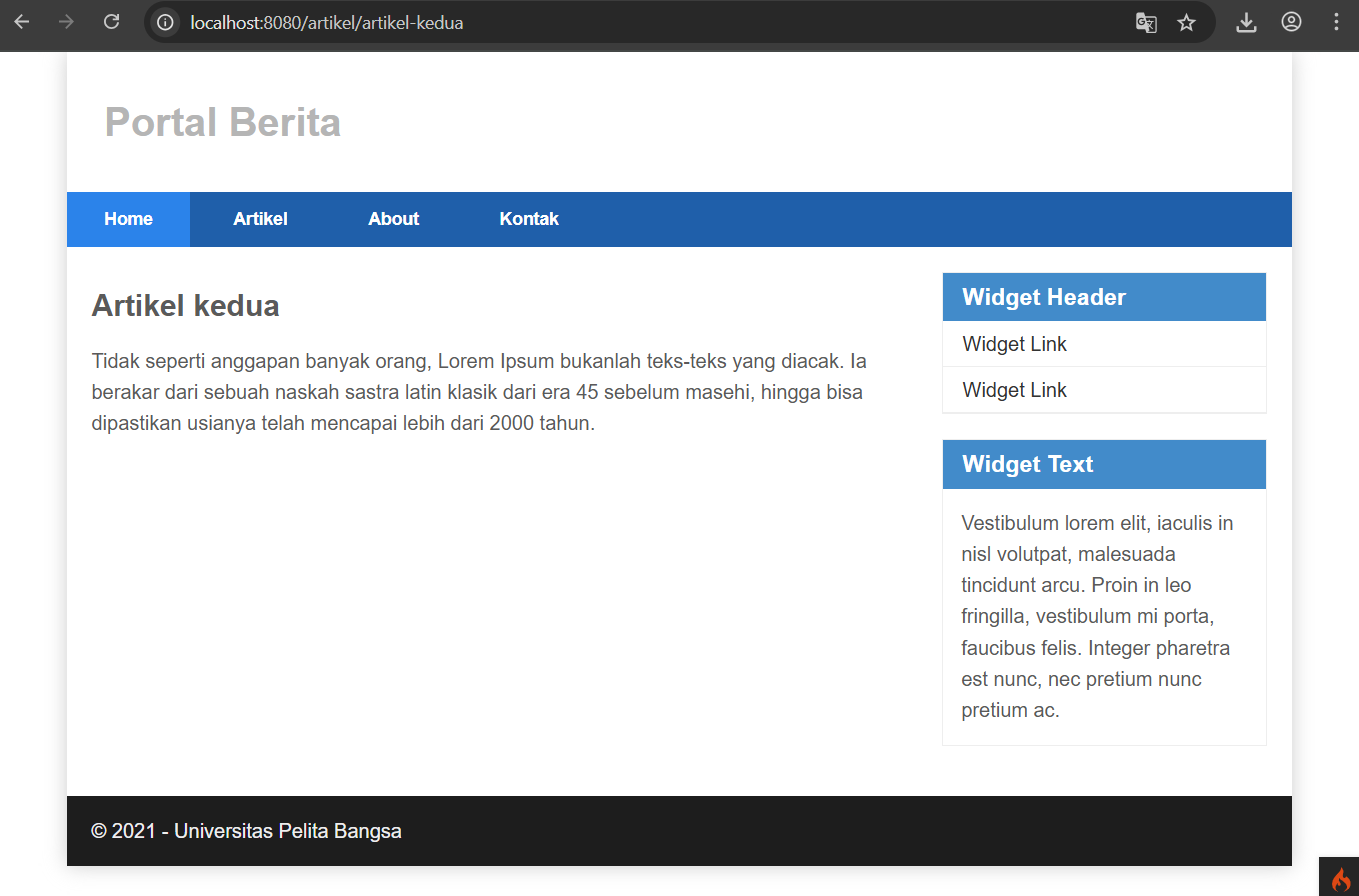 localhost:8080/artikel/artikel-kedua
Portal Berita
Home Artikel About Kontak
Artikel kedua
Tidak seperti anggapan banyak orang, Lorem Ipsum bukanlah teks-teks yang diacak. Ia
berakar dari sebuah naskah sastra latin klasik dari era 45 sebelum masehi, hingga bisa
dipastikan usianya telah mencapai lebih dari 2000 tahun.
Widget Header
Widget Link
Widget Link
Widget Text
Vestibulum lorem elit, iaculis in
nisl volutpat, malesuada
tincidunt arcu. Proin in leo
fringilla, vestibulum mi porta,
faucibus felis. Integer pharetra
est nunc, nec pretium nunc
pretium ac.
© 2021 - Universitas Pelita Bangsa